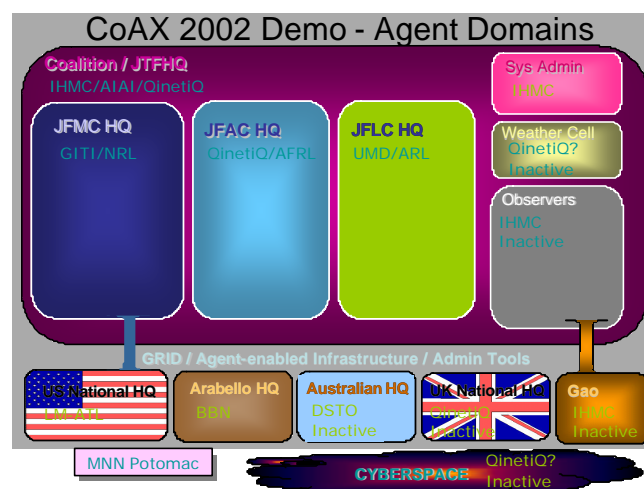 CoAX 2002 Demo - Agent Domains
Coalition / JTFHQ
IHMC/AIAI/QinetiQ
Sys Admin
IHMC
JFMC HQ
GITI/NRL
JFAC HQ
QinetiQ/AFRL
JFLC HQ
UMD/ARL
Weather Cell
QinetiQ?
Inactive
Observers
IHMC
Inactive
GRID / Agent-enabled Infrastructure / Admin Tools
US National HQ
LM-ATL
Arabello HQ
BBN
Australian HQ
DSTO
Inactive
UK National HQ
QinetiQ
Inactive
Gao
IHMC
Inactive
MNN Potomac
CYBERSPACE
QinetiQ?
Inactive